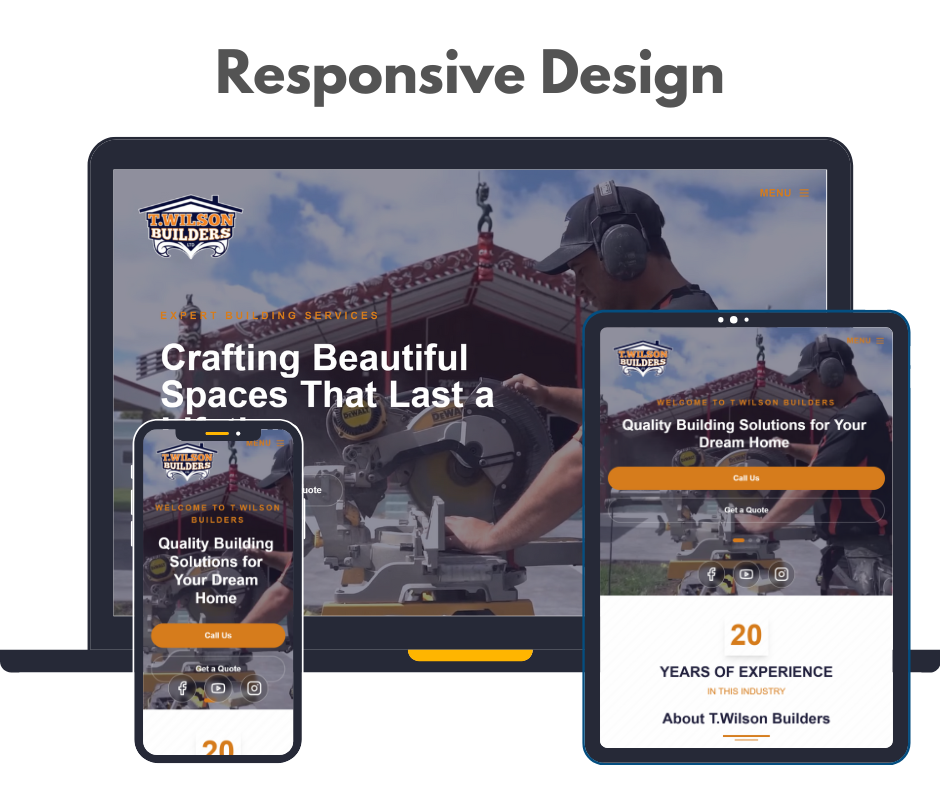 Responsive Design
T.WILSON
BUILDERS
LTD
MENU
EXPERT BUILDING SERVICES
Crafting Beautiful
Spaces That Last a
DEWALT
DEWALT
uote
T.WILSON
BUILDERS
MENU
WELCOME TO T.WILSON
BUILDERS
Quality Building
Solutions for
Your Dream
Home
Call Us
Get a Quote
20
T.WILSON
BUILDERS
MENU
WELCOME TO T.WILSON BUILDERS
Quality Building Solutions for Your
Dream Home
Call Us
Get a Quote
20
YEARS OF EXPERIENCE
IN THIS INDUSTRY
About T.Wilson Builders